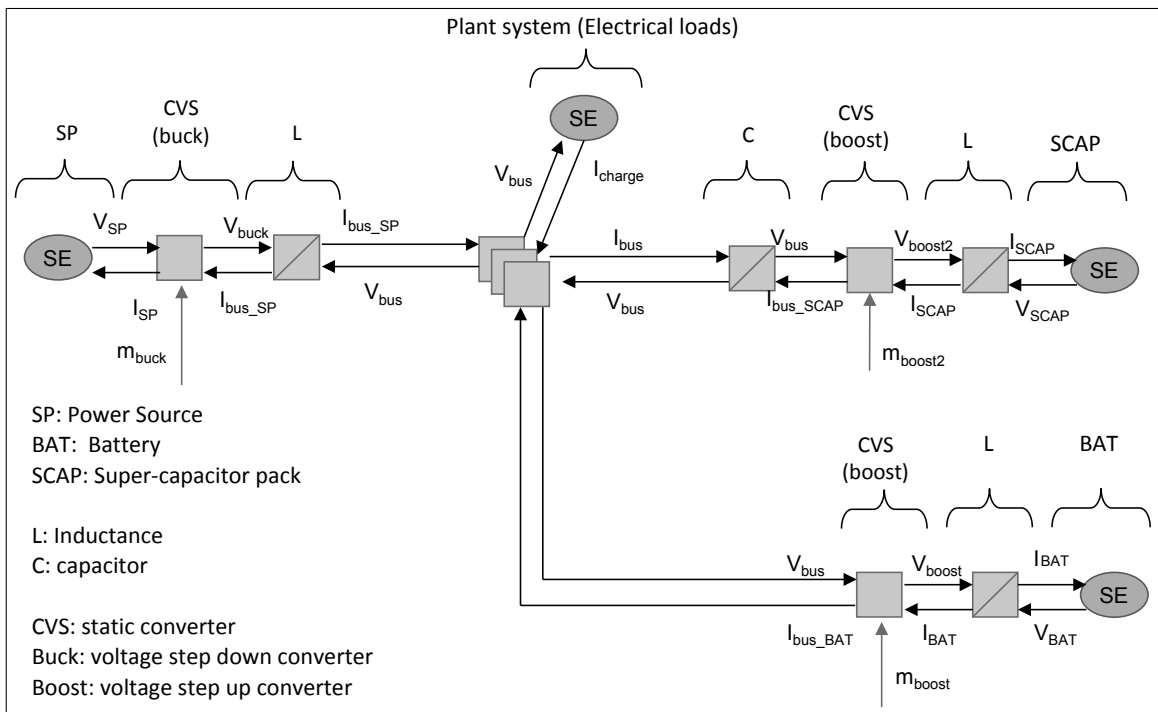 Plant system (Electrical loads)
SE
SP
CVS
(buck)
L
C
CVS
(boost)
L
SCAP
V_bus
I_charge
V_SP
V_buck
I_bus_SP
I_bus
V_bus
V_boost2
I_SCAP
SE
SE
I_SP
I_bus_SP
V_bus
V_bus
I_bus_SCAP
I_SCAP
V_SCAP
m_buck
m_boost2
SP: Power Source
BAT: Battery
SCAP: Super-capacitor pack
L: Inductance
C: capacitor
CVS: static converter
Buck: voltage step down converter
Boost: voltage step up converter
CVS
(boost)
L
BAT
V_bus
V_boost
I_BAT
SE
I_bus_BAT
I_BAT
V_BAT
m_boost